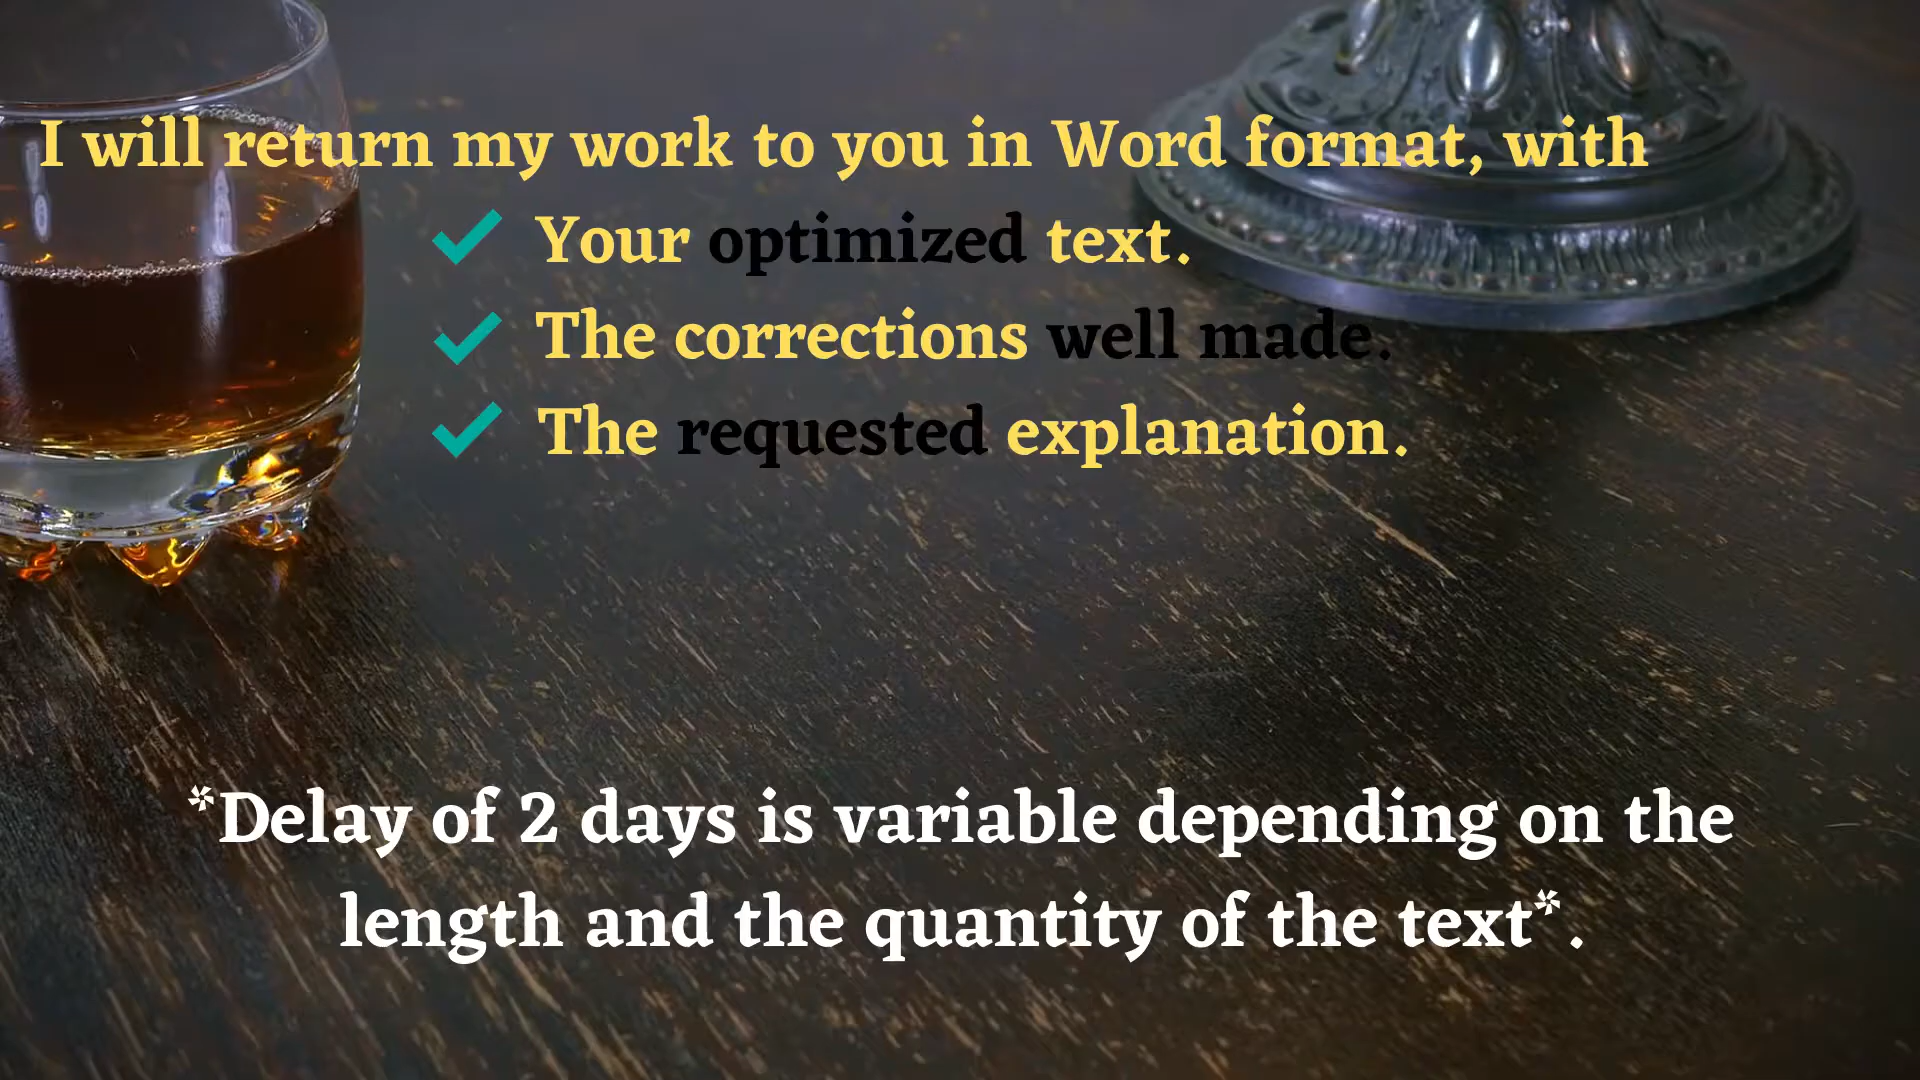 I will return my work to you in Word format, with
Your optimized text.
The corrections well made.
The requested explanation.
*Delay of 2 days is variable depending on the
length and the quantity of the text*.